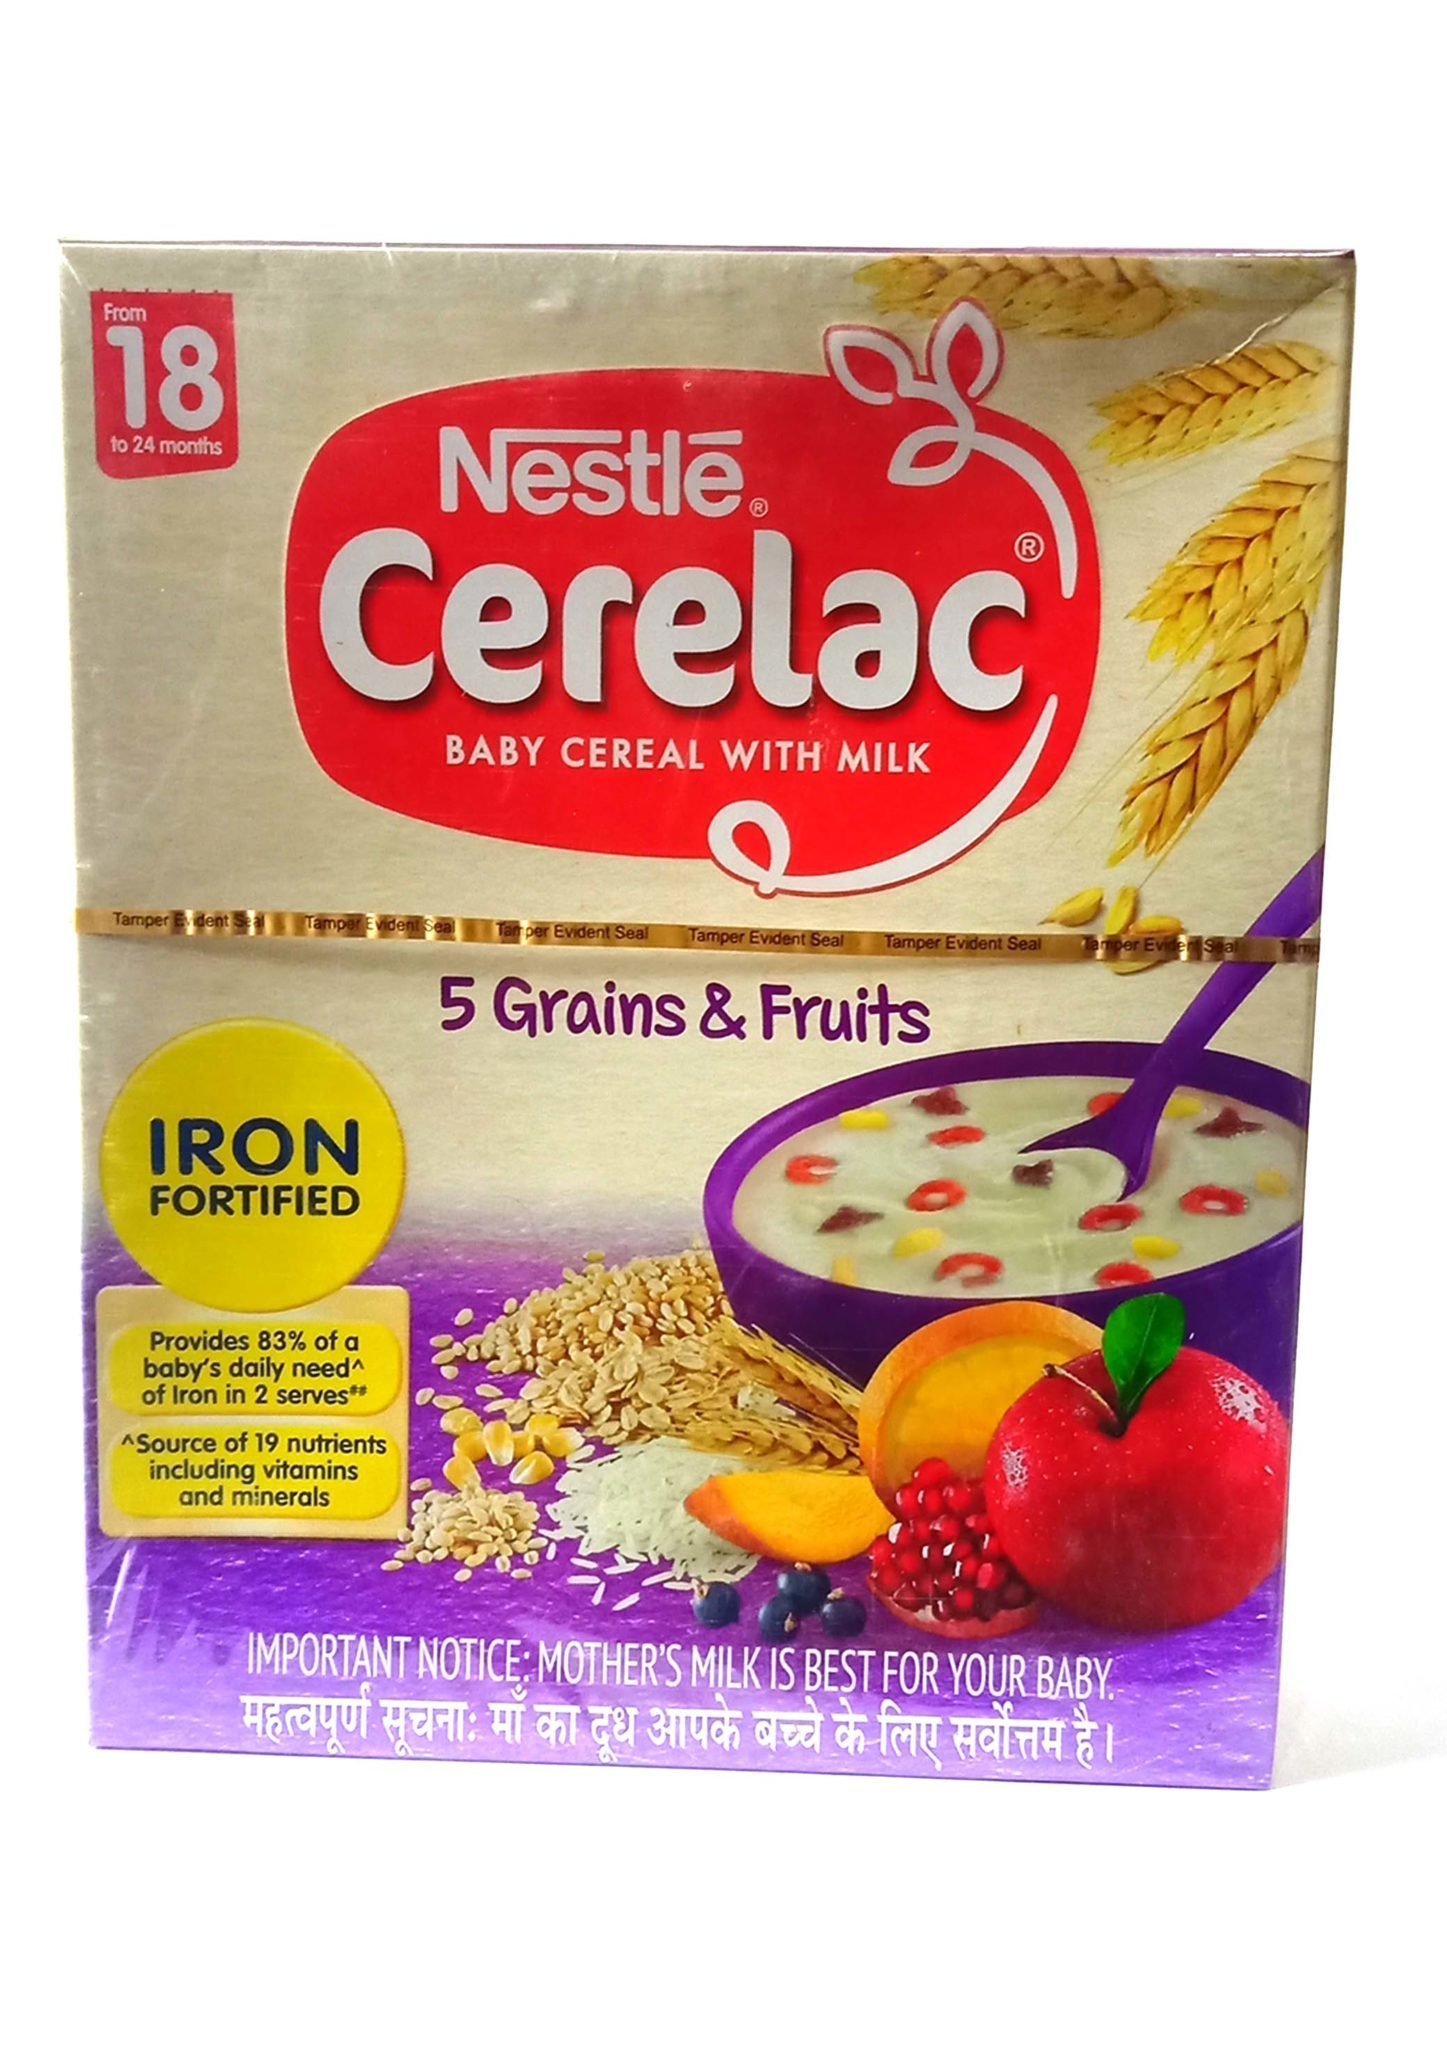 From
18
to 24 months
Nestlé®
Cerelac®
BABY CEREAL WITH MILK
Tamper Evident Seal Tamper Evident Seal Tamper Evident Seal Tamper Evident Seal Tamper Evident Seal Tamper Evident Seal Tamp
5 Grains & Fruits
IRON
FORTIFIED
Provides 83% of a
baby's daily need^
of Iron in 2 serves##
^Source of 19 nutrients
including vitamins
and minerals
IMPORTANT NOTICE: MOTHER'S MILK IS BEST FOR YOUR BABY.
महत्वपूर्ण सूचना: माँ का दूध आपके बच्चे के लिए सर्वोत्तम है।